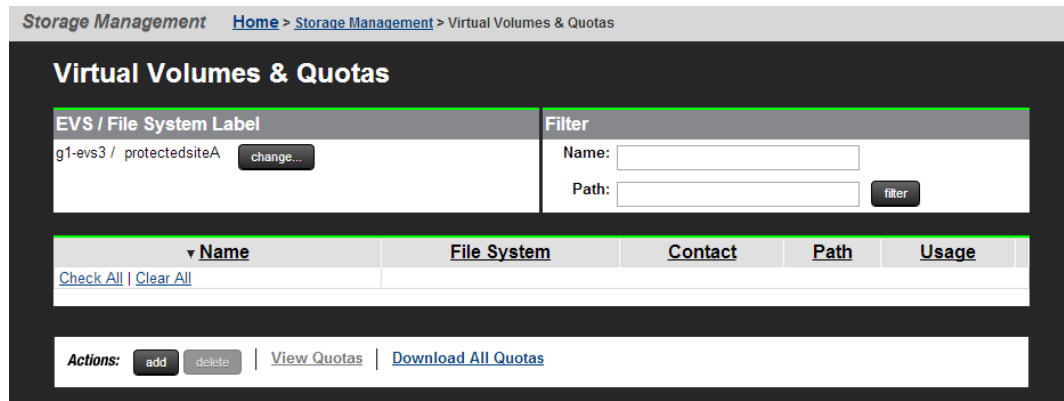 Storage Management Home > Storage Management > Virtual Volumes & Quotas
Virtual Volumes & Quotas
EVS / File System Label
g1-evs3 / protectedsiteA change...
Filter
Name:
Path: filter
▼ Name File System Contact Path Usage
Check All | Clear All
Actions: add delete | View Quotas | Download All Quotas